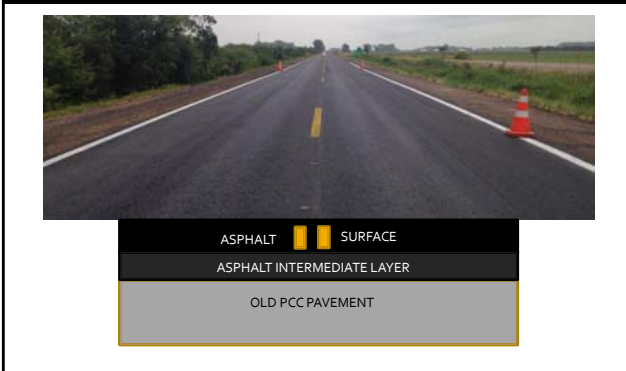 ASPHALT SURFACE
ASPHALT INTERMEDIATE LAYER
OLD PCC PAVEMENT